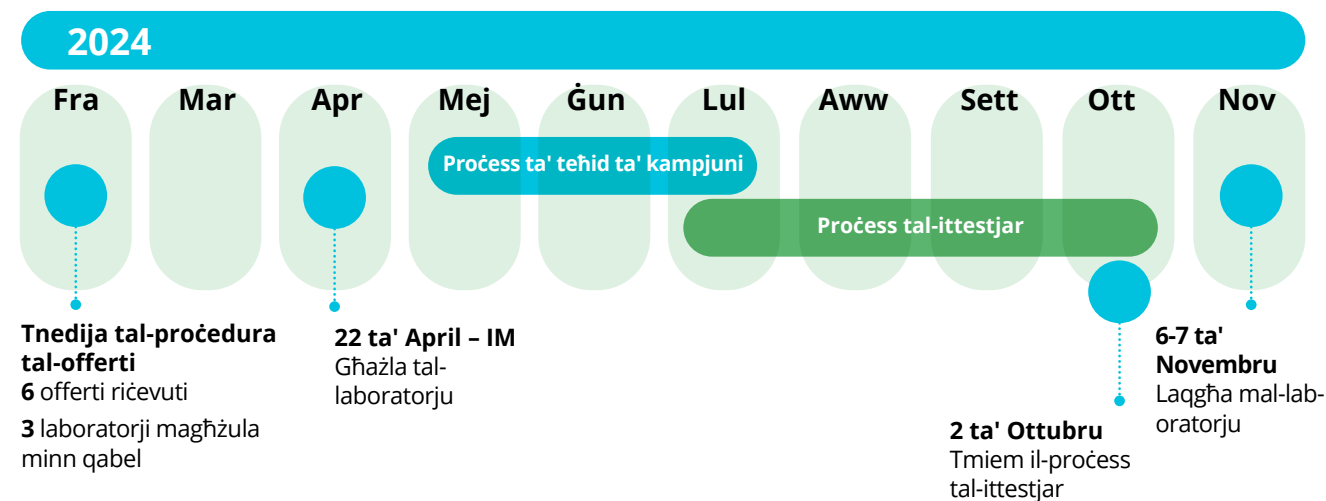 2024
Fra Mar Apr Mej Ġun Lul Aww Sett Ott Nov
Proċess ta' teħid ta' kampjuni
Proċess tal-ittestjar
Tnedija tal-proċedura
tal-offerti
6 offerti riċevuti
3 laboratorji magħżula
minn qabel
22 ta' April – IM
Għażla tal-
laboratorju
2 ta' Ottubru
Tmiem il-proċess
tal-ittestjar
6-7 ta'
Novembru
Laqgħa mal-lab-
oratorju